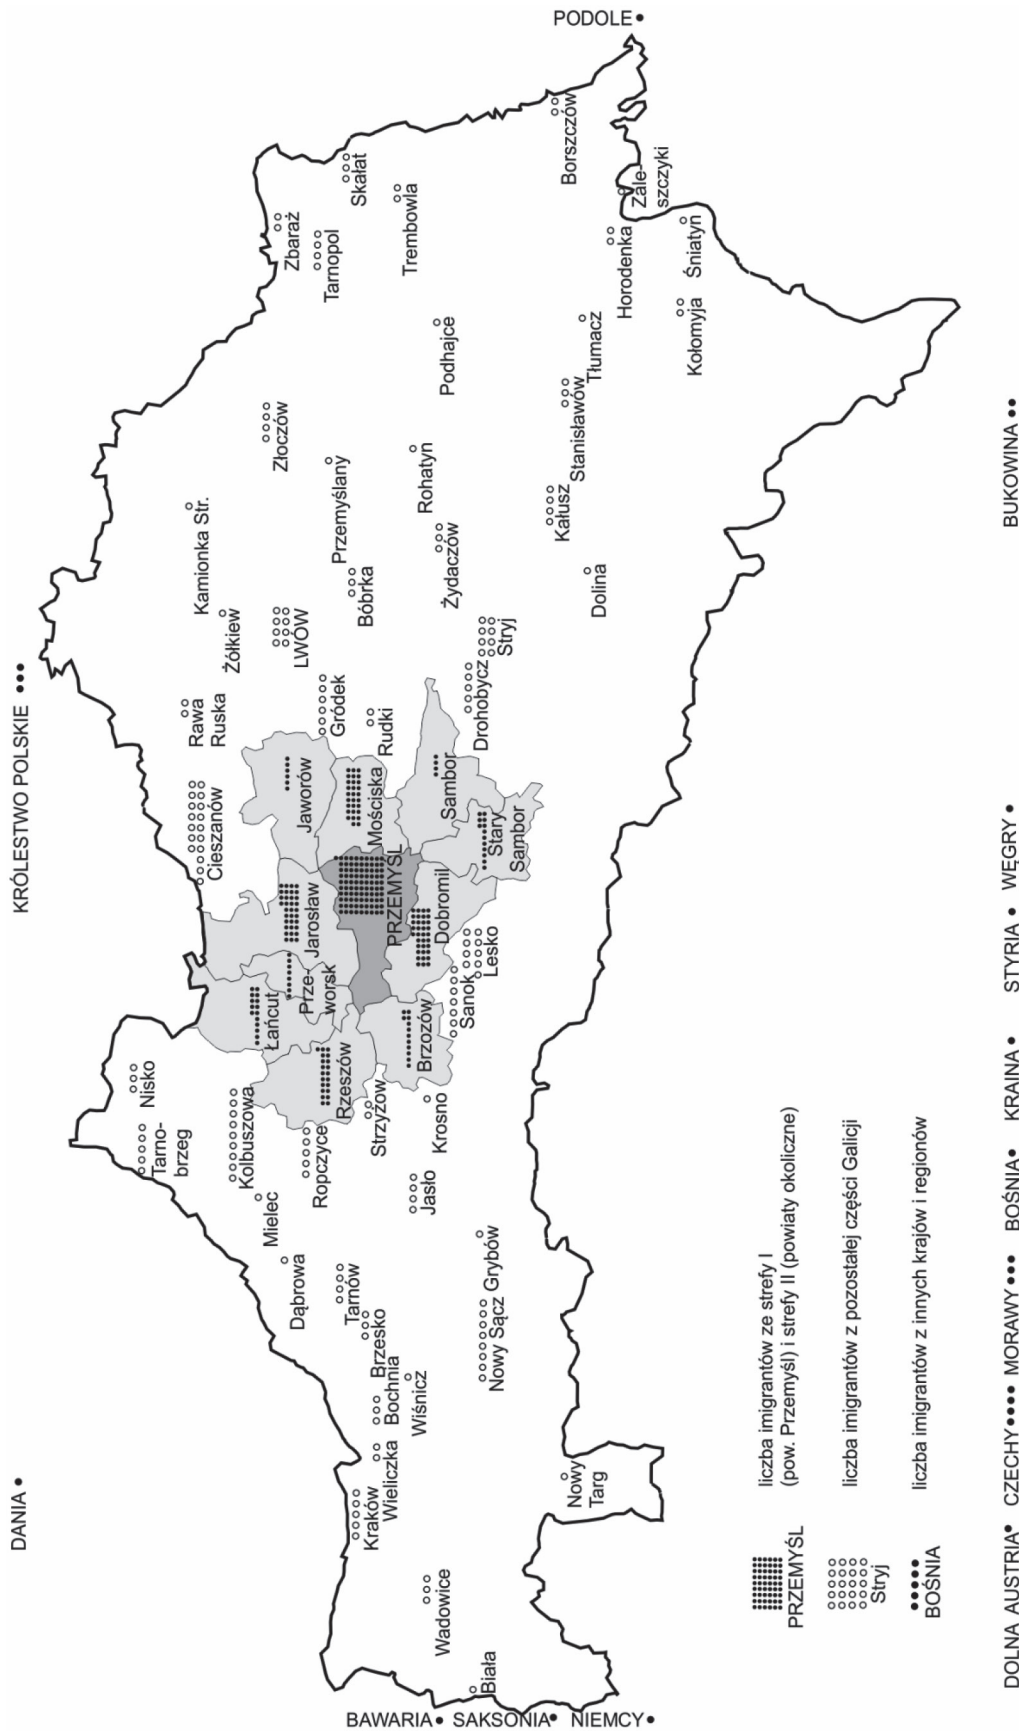 DANIA
KRÓLESTWO POLSKIE
PODOLE
BAWARIA
SAKSONIA
NIEMCY
Biała
Wadowice
Kraków
Wieliczka
Bochnia
Wiśnicz
Brzesko
Tarnów
Dąbrowa
Mielec
Nowy Sącz
Grybów
Nowy
Targ
Tarno-
brzeg
Nisko
Kolbuszowa
Ropczyce
Jasło
Strzyżow
Krosno
Rzeszów
Łańcut
Prze-
worsk
Jarosław
Brzozów
Sanok
Lesko
Dobromil
PRZEMYŚL
Mościska
Jaworów
Sambor
Stary
Sambor
Cieszanów
Rawa
Ruska
Żółkiew
Kamionka Str.
LWÓW
Gródek
Rudki
Drohobycz
Stryj
Bóbrka
Przemyślany
Żydaczów
Rohatyn
Złoczów
Dolina
Kałusz
Stanisławów
Tłumacz
Podhajce
Zbaraż
Tarnopol
Skałat
Trembowla
Borszczów
Zale-
szczyki
Horodenka
Śniatyn
Kołomyja
PRZEMYŚL
liczba imigrantów ze strefy I
(pow. Przemyśl) i strefy II (powiaty okoliczne)
Stryj
liczba imigrantów z pozostałej części Galicji
BOŚNIA
liczba imigrantów z innych krajów i regionów
DOLNA AUSTRIA
CZECHY
MORAWY
BOŚNIA
KRAINA
STYRIA
WĘGRY
BUKOWINA